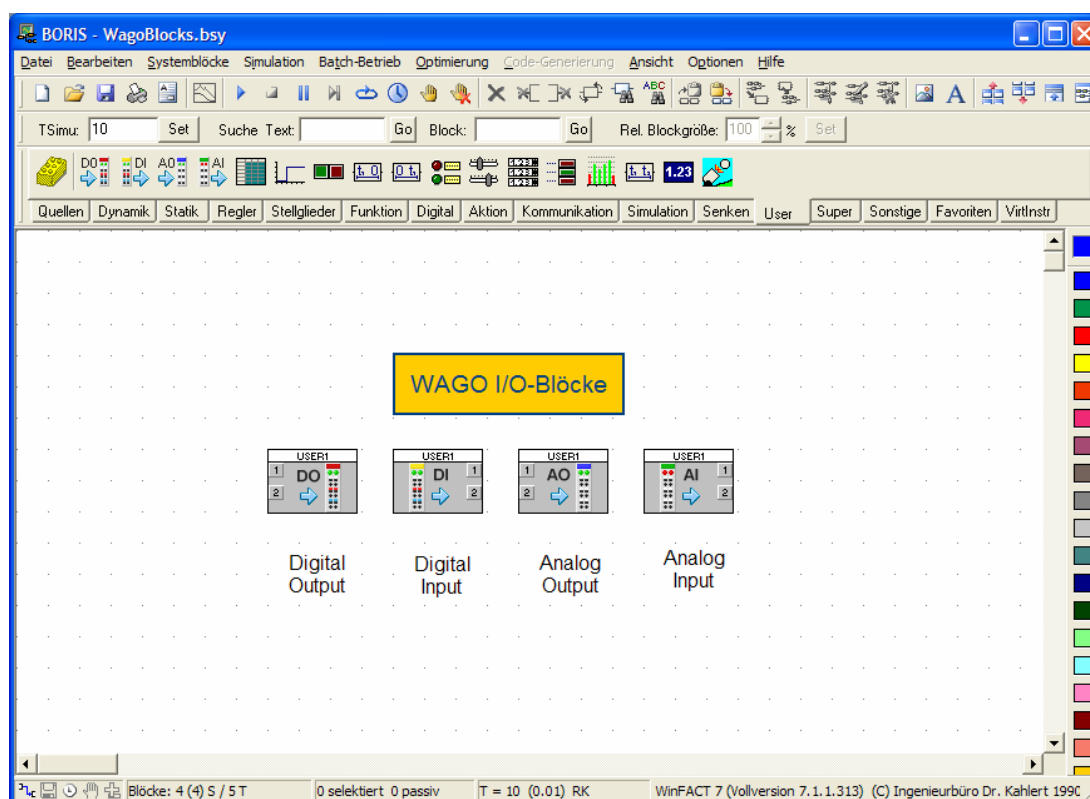 BORIS - WagoBlocks.bsy
Datei Bearbeiten Systemblöcke Simulation Batch-Betrieb Optimierung Code-Generierung Ansicht Optionen Hilfe
ABC
TSimu: 10 Set Suche Text: Go Block: Go Rel. Blockgröße: 100 % Set
DO DI AO AI 1.23
Quellen Dynamik Statik Regler Stellglieder Funktion Digital Aktion Kommunikation Simulation Senken User Super Sonstige Favoriten VirtInstr
WAGO I/O-Blöcke
USER1 USER1 USER1 USER1
1 DO DI 1 1 AO AI 1
2 2 2 2
Digital Output
Digital Input
Analog Output
Analog Input
Blöcke: 4 (4) S / 5 T 0 selektiert 0 passiv T = 10 (0.01) RK WinFACT 7 (Vollversion 7.1.1.313) (C) Ingenieurbüro Dr. Kahlert 1990